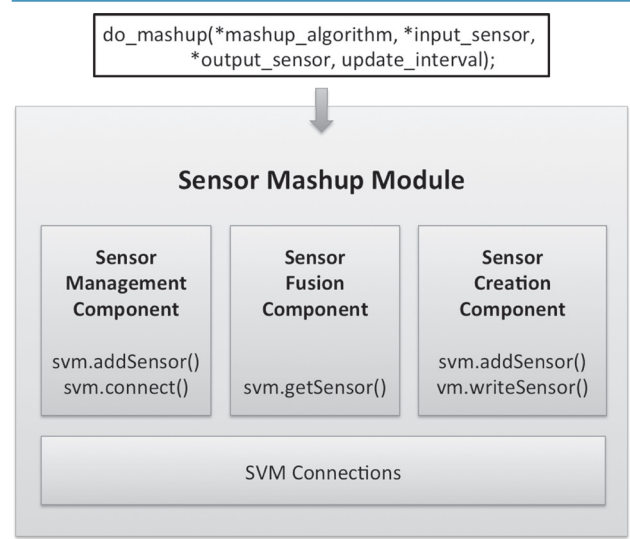 do_mashup(*mashup_algorithm, *input_sensor,
*output_sensor, update_interval);
Sensor Mashup Module
Sensor
Management
Component
svm.addSensor()
svm.connect()
Sensor
Fusion
Component
svm.getSensor()
Sensor
Creation
Component
svm.addSensor()
vm.writeSensor()
SVM Connections